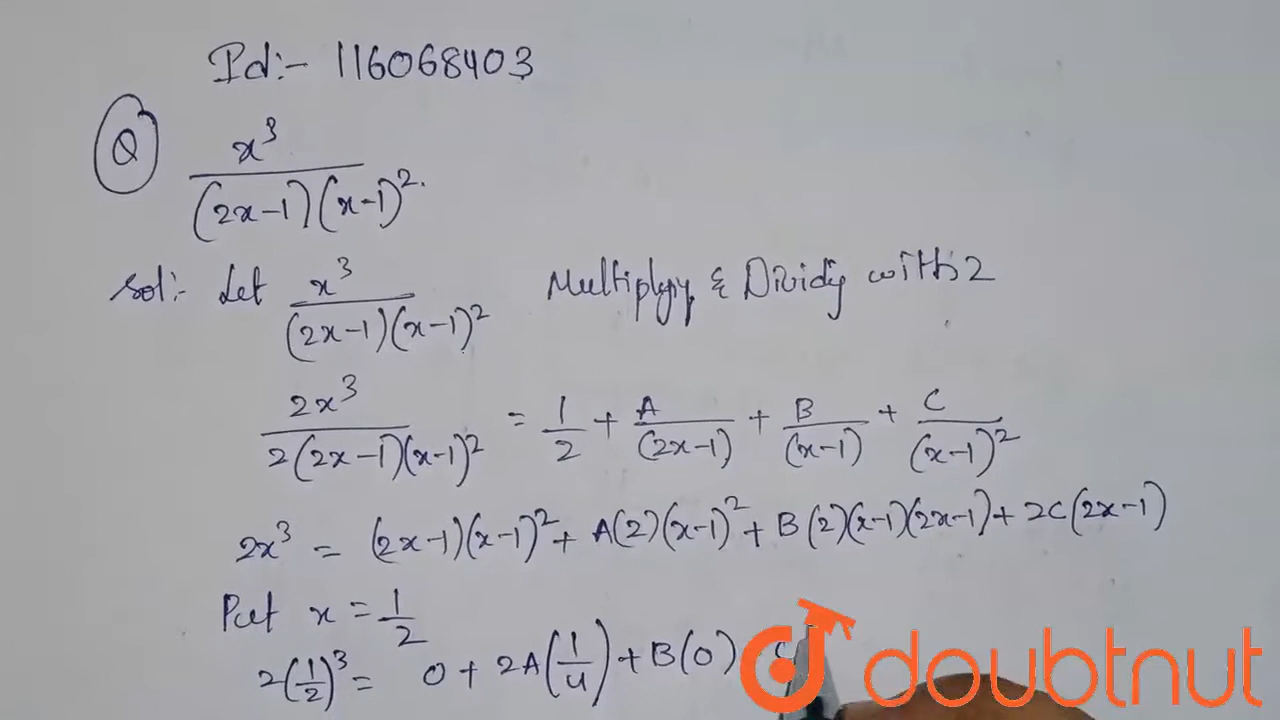 Id:- 116068403
Q x³/(2x-1)(x-1)².
Sol:- Let x³/(2x-1)(x-1)² Multiplyy & Dividiy with 2
2x³/2(2x-1)(x-1)² = 1/2 + A/(2x-1) + B/(x-1) + C/(x-1)²
2x³ = (2x-1)(x-1)² + A(2)(x-1)² + B(2)(x-1)(2x-1) + 2C(2x-1)
Put x = 1/2
2(1/2)³ = 0 + 2A(1/4) + B(0) C
doubtnut